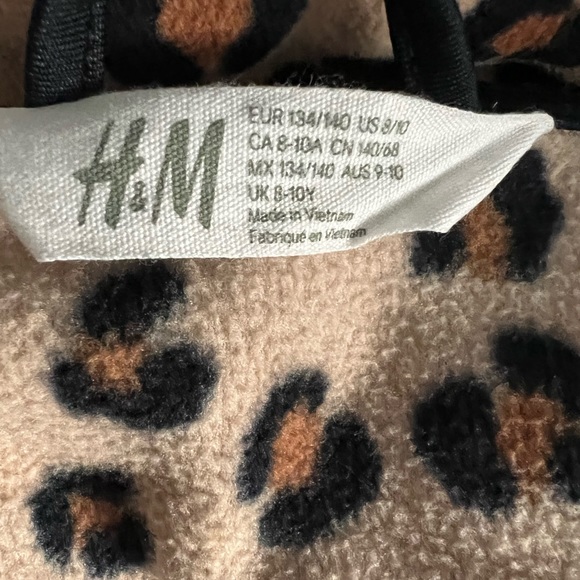 H&M
EUR 134/140 US 8/10
CA 8-10A CN 140/68
MX 134/140 AUS 9-10
UK 8-10Y
Made in Vietnam
Fabriqué en Vietnam